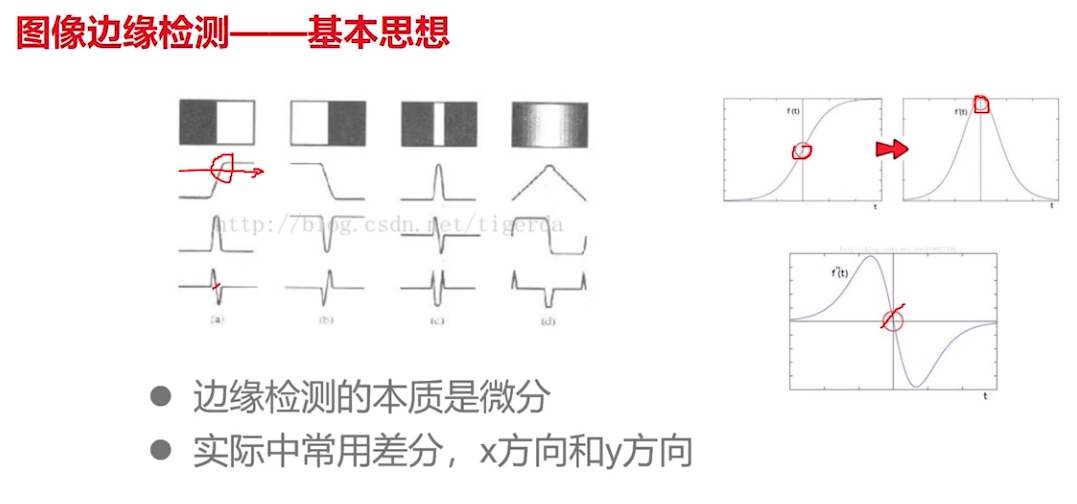 图像边缘检测——基本思想
f(t)
t
f'(t)
t
http://blog.csdn.net/tigerda
f''(t)
t
(a)
(b)
(c)
(d)
● 边缘检测的本质是微分
● 实际中常用差分，x方向和y方向